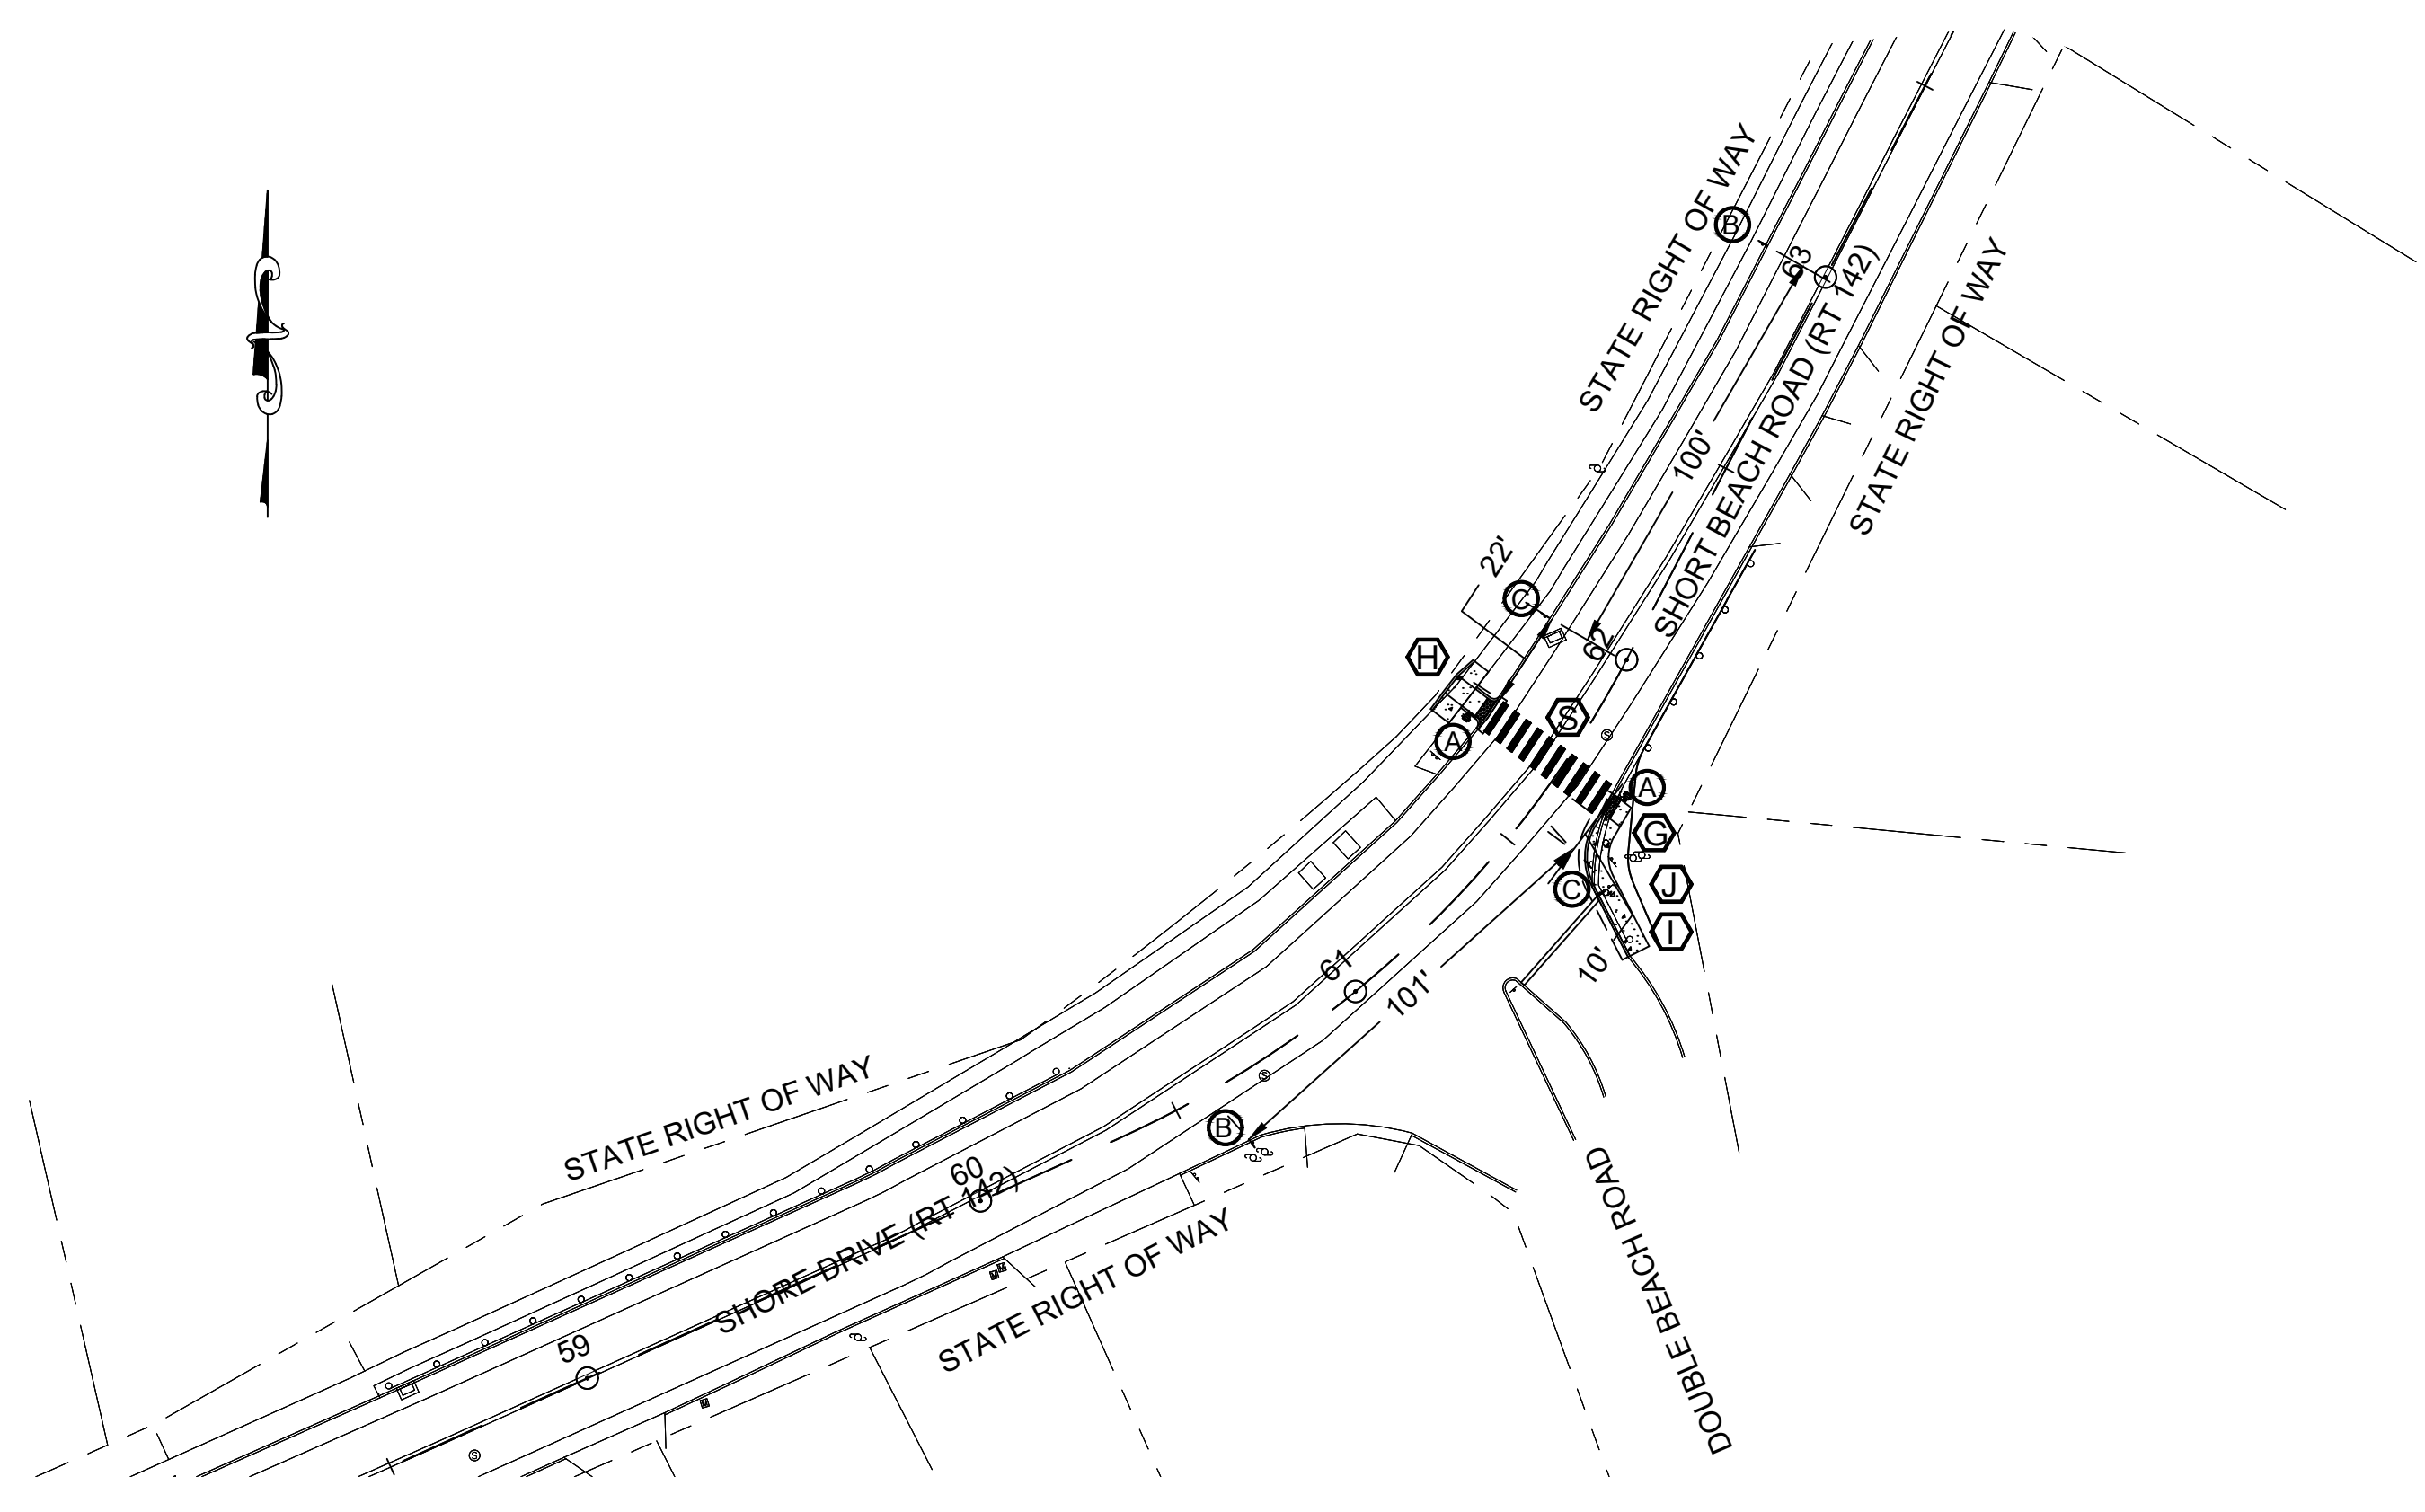 STATE RIGHT OF WAY
B
63
SHORT BEACH ROAD (RT 142)
STATE RIGHT OF WAY
100'
22'
C
H
62
S
A
A
G
J
C
I
10'
61
101'
STATE RIGHT OF WAY
B
60
SHORE DRIVE (RT 142)
STATE RIGHT OF WAY
59
DOUBLE BEACH ROAD
S
S
S
M
M
M